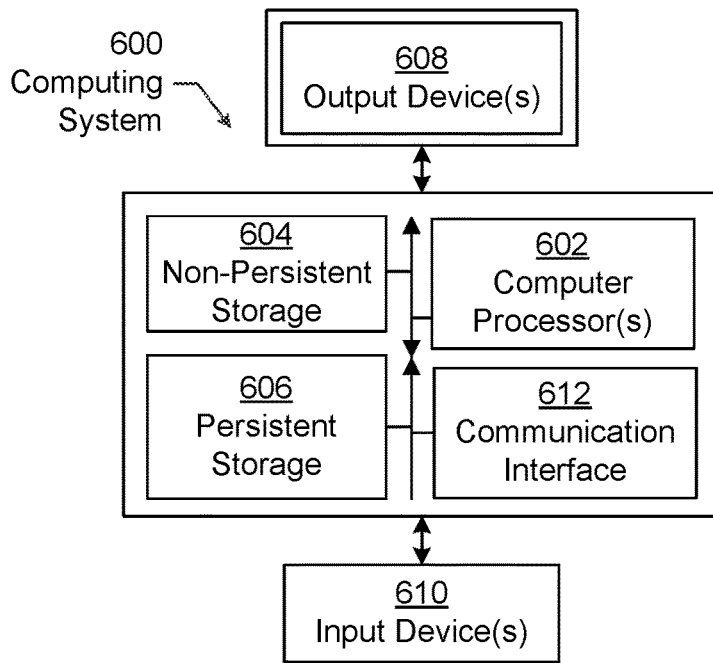 600
Computing
System
608
Output Device(s)
604
Non-Persistent
Storage
602
Computer
Processor(s)
606
Persistent
Storage
612
Communication
Interface
610
Input Device(s)